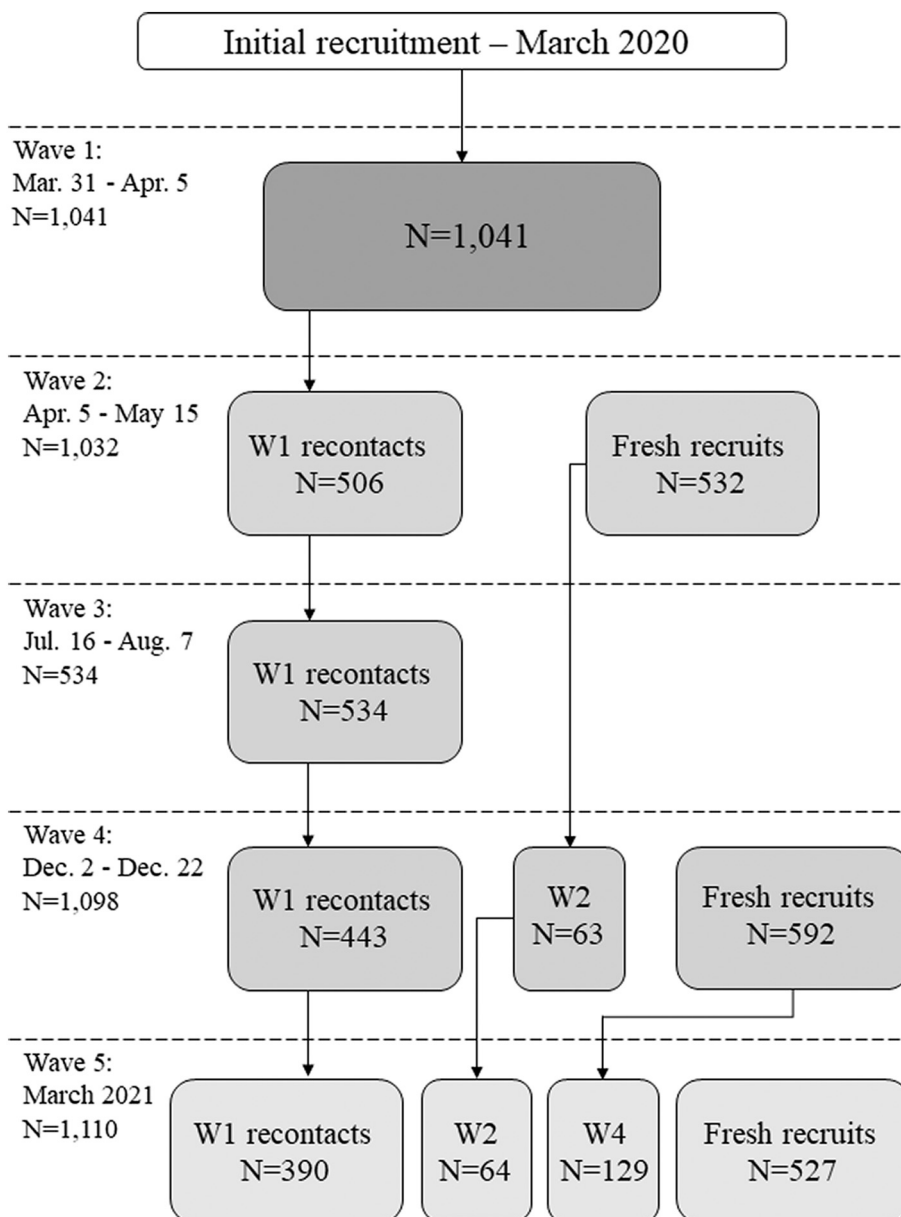 Initial recruitment – March 2020
Wave 1:
Mar. 31 - Apr. 5
N=1,041
N=1,041
Wave 2:
Apr. 5 - May 15
N=1,032
W1 recontacts
N=506
Fresh recruits
N=532
Wave 3:
Jul. 16 - Aug. 7
N=534
W1 recontacts
N=534
Wave 4:
Dec. 2 - Dec. 22
N=1,098
W1 recontacts
N=443
W2
N=63
Fresh recruits
N=592
Wave 5:
March 2021
N=1,110
W1 recontacts
N=390
W2
N=64
W4
N=129
Fresh recruits
N=527